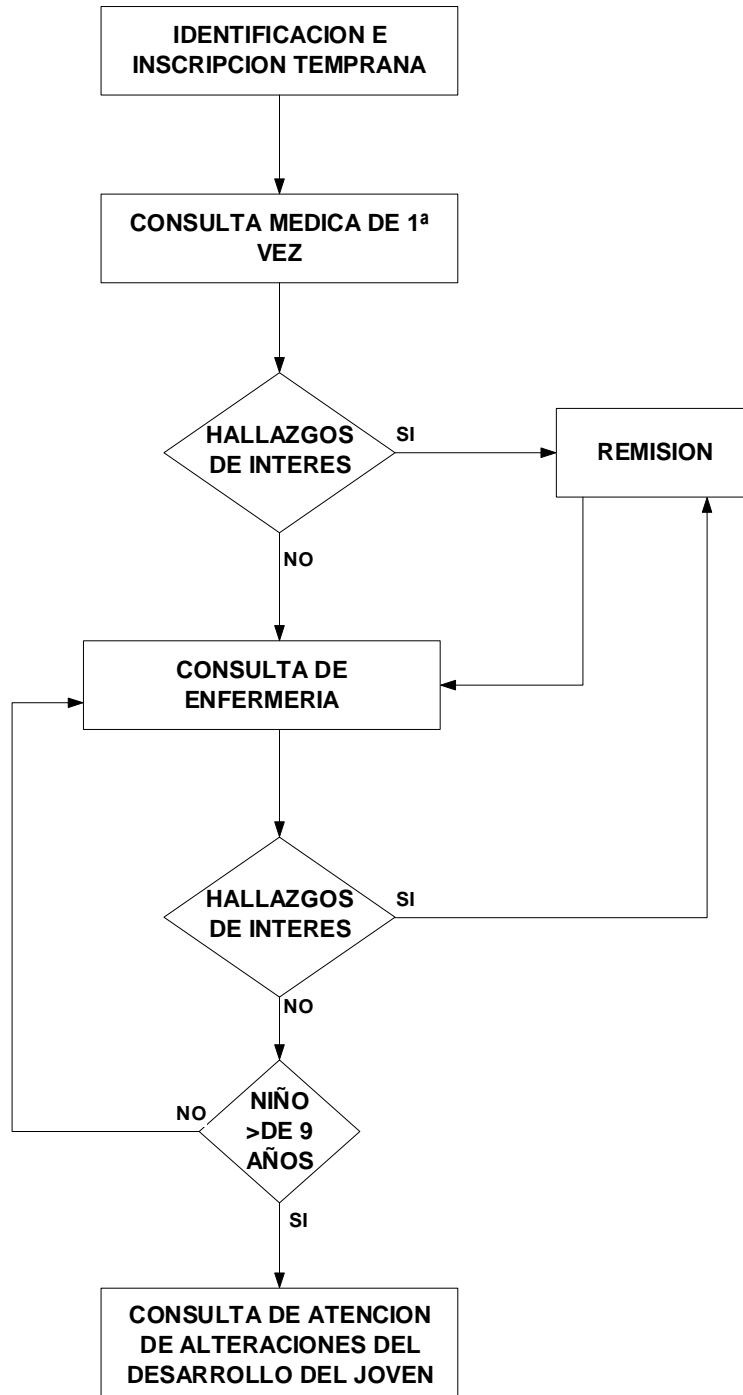 IDENTIFICACION E
INSCRIPCION TEMPRANA
CONSULTA MEDICA DE 1ª
VEZ
HALLAZGOS
DE INTERES
SI
REMISION
NO
CONSULTA DE
ENFERMERIA
HALLAZGOS
DE INTERES
SI
NO
NIÑO
>DE 9
AÑOS
NO
SI
CONSULTA DE ATENCION
DE ALTERACIONES DEL
DESARROLLO DEL JOVEN